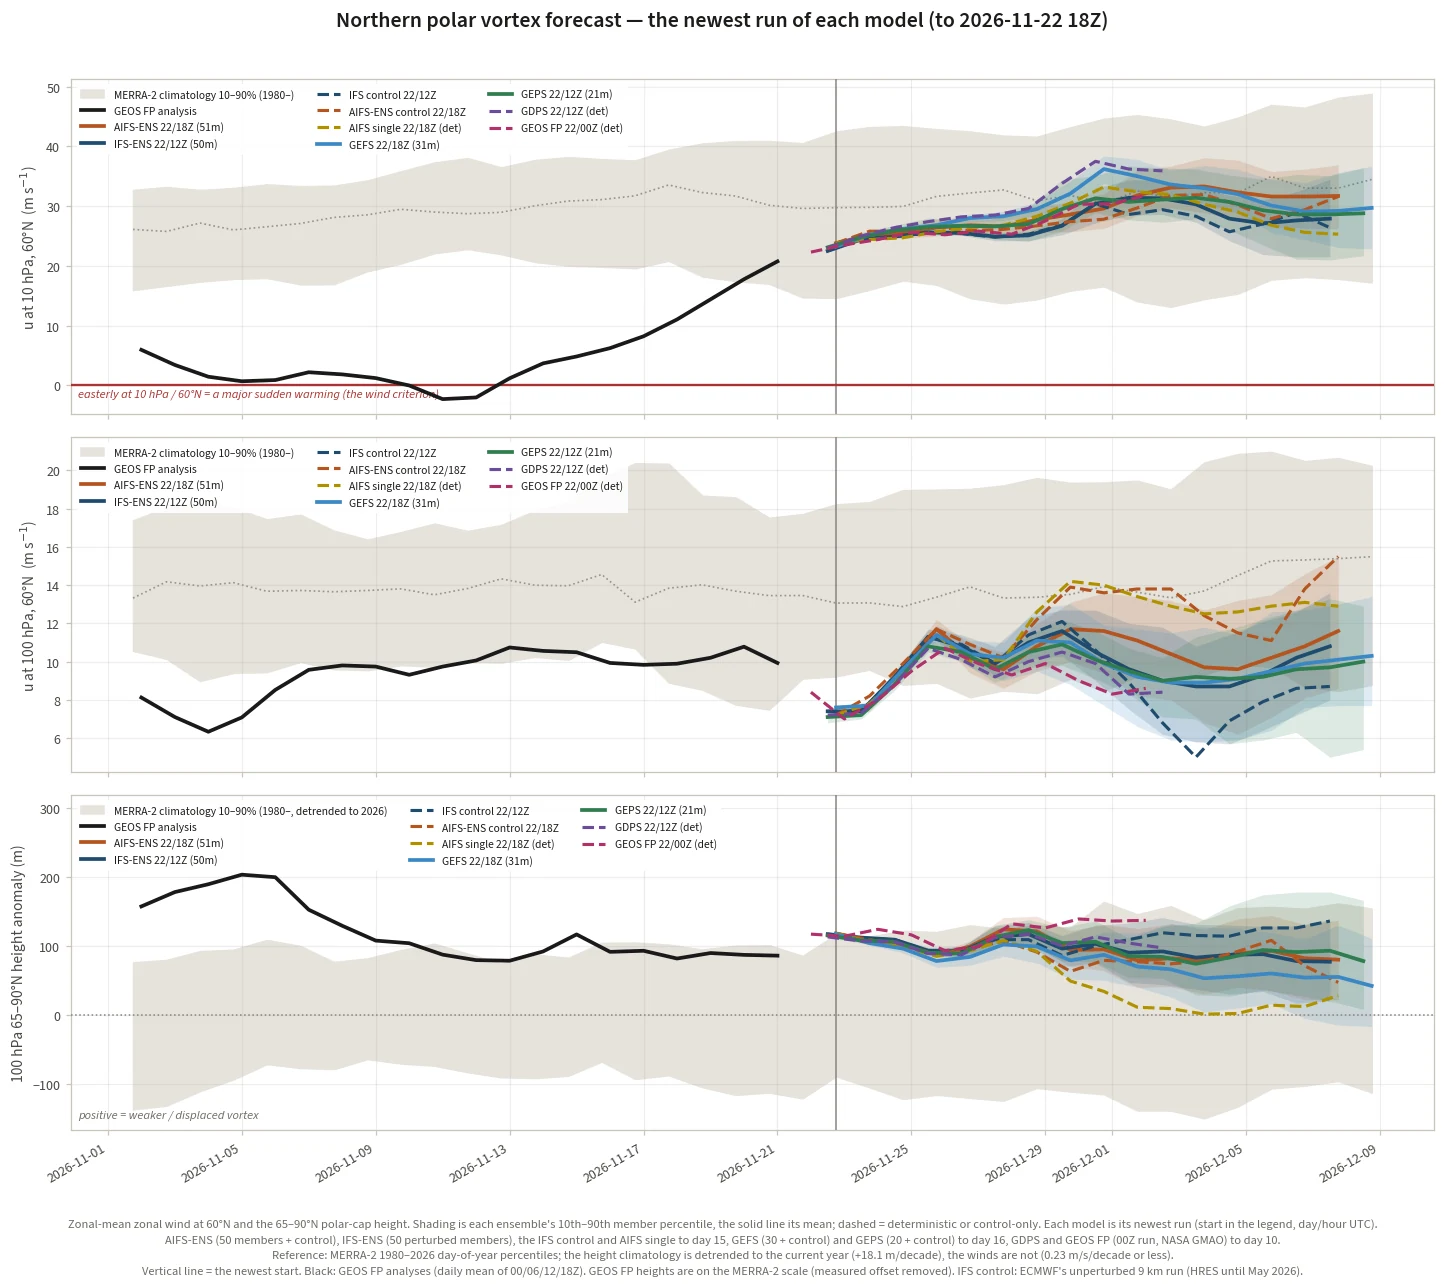 Northern polar vortex forecast — the newest run of each model (to 2026-11-22 18Z)
u at 10 hPa, 60°N (m s⁻¹)
50
40
30
20
10
0
MERRA-2 climatology 10–90% (1980–)
GEOS FP analysis
AIFS-ENS 22/18Z (51m)
IFS-ENS 22/12Z (50m)
IFS control 22/12Z
AIFS-ENS control 22/18Z
AIFS single 22/18Z (det)
GEFS 22/18Z (31m)
GEPS 22/12Z (21m)
GDPS 22/12Z (det)
GEOS FP 22/00Z (det)
easterly at 10 hPa / 60°N = a major sudden warming (the wind criterion)
u at 100 hPa, 60°N (m s⁻¹)
20
18
16
14
12
10
8
6
MERRA-2 climatology 10–90% (1980–)
GEOS FP analysis
AIFS-ENS 22/18Z (51m)
IFS-ENS 22/12Z (50m)
IFS control 22/12Z
AIFS-ENS control 22/18Z
AIFS single 22/18Z (det)
GEFS 22/18Z (31m)
GEPS 22/12Z (21m)
GDPS 22/12Z (det)
GEOS FP 22/00Z (det)
100 hPa 65–90°N height anomaly (m)
300
200
100
0
−100
MERRA-2 climatology 10–90% (1980–, detrended to 2026)
GEOS FP analysis
AIFS-ENS 22/18Z (51m)
IFS-ENS 22/12Z (50m)
IFS control 22/12Z
AIFS-ENS control 22/18Z
AIFS single 22/18Z (det)
GEFS 22/18Z (31m)
GEPS 22/12Z (21m)
GDPS 22/12Z (det)
GEOS FP 22/00Z (det)
positive = weaker / displaced vortex
2026-11-01
2026-11-05
2026-11-09
2026-11-13
2026-11-17
2026-11-21
2026-11-25
2026-11-29
2026-12-01
2026-12-05
2026-12-09
Zonal-mean zonal wind at 60°N and the 65–90°N polar-cap height. Shading is each ensemble's 10th–90th member percentile, the solid line its mean; dashed = deterministic or control-only. Each model is its newest run (start in the legend, day/hour UTC).
AIFS-ENS (50 members + control), IFS-ENS (50 perturbed members), the IFS control and AIFS single to day 15, GEFS (30 + control) and GEPS (20 + control) to day 16, GDPS and GEOS FP (00Z run, NASA GMAO) to day 10.
Reference: MERRA-2 1980–2026 day-of-year percentiles; the height climatology is detrended to the current year (+18.1 m/decade), the winds are not (0.23 m/s/decade or less).
Vertical line = the newest start. Black: GEOS FP analyses (daily mean of 00/06/12/18Z). GEOS FP heights are on the MERRA-2 scale (measured offset removed). IFS control: ECMWF's unperturbed 9 km run (HRES until May 2026).